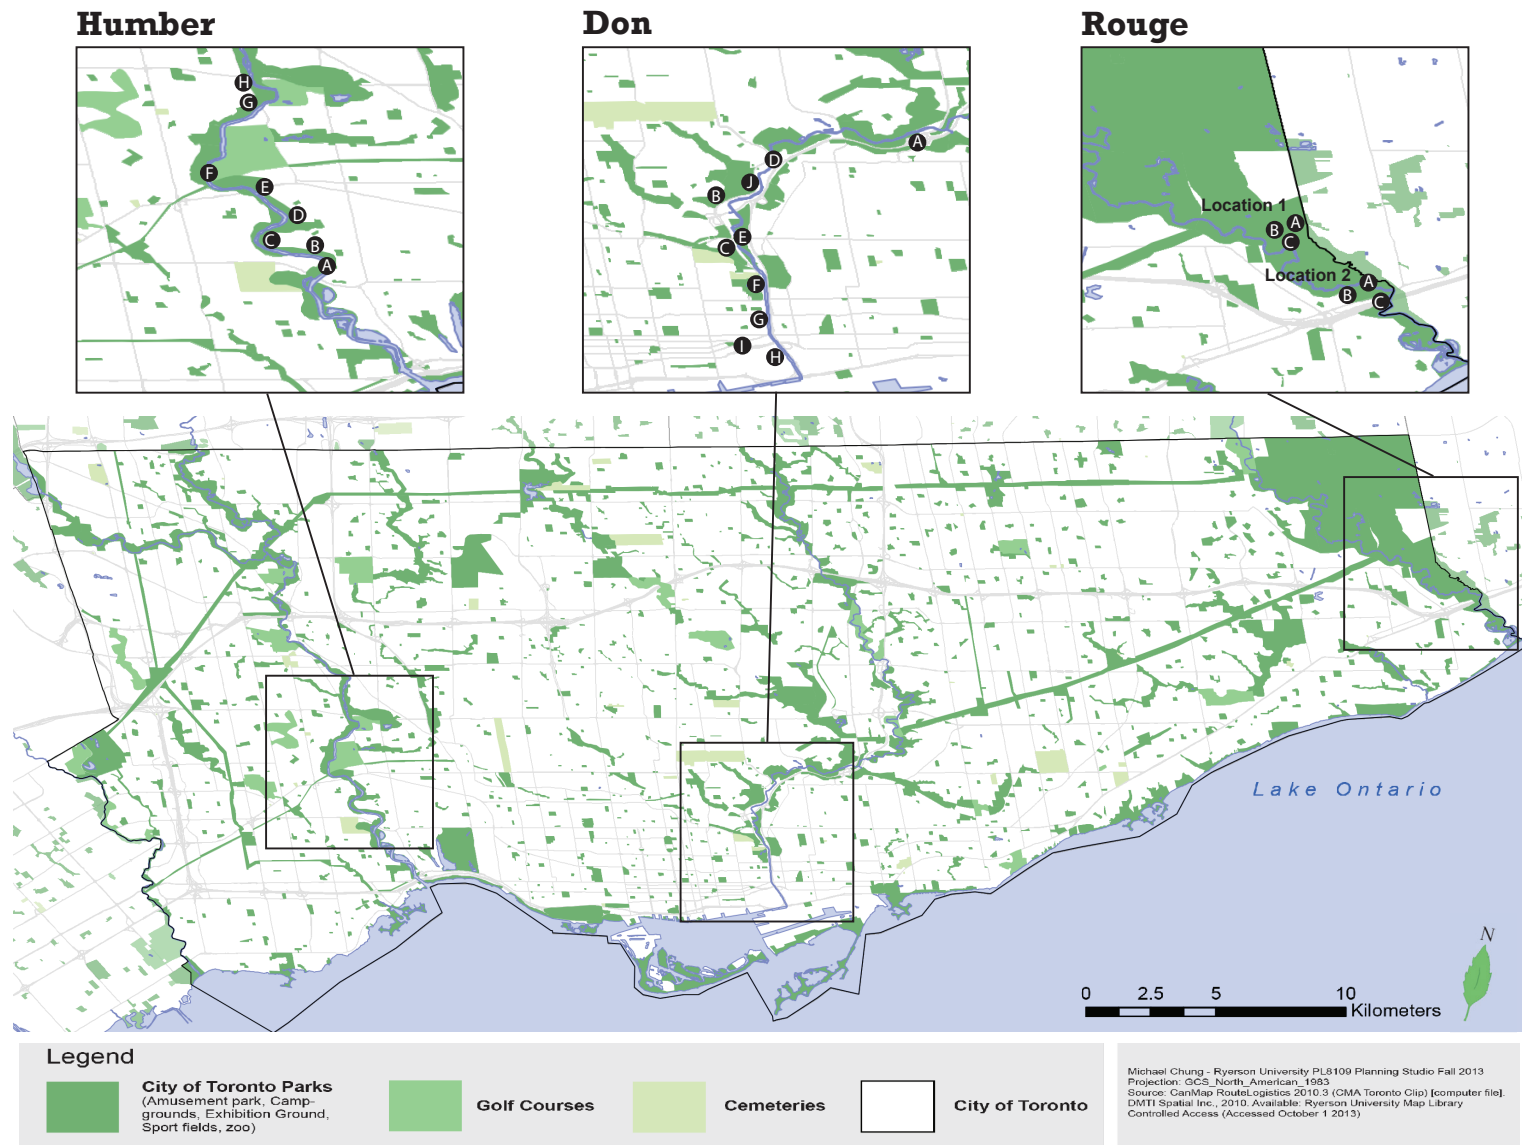 Humber
Don
Rouge
H
G
F
E
D
C
B
A
A
D
J
B
E
C
F
G
I
H
Location 1
A
B
C
Location 2
A
B
C
Lake Ontario
N
0 2.5 5 10
Kilometers
Legend
City of Toronto Parks
(Amusement park, Camp-
grounds, Exhibition Ground,
Sport fields, zoo)
Golf Courses
Cemeteries
City of Toronto
Michael Chung - Ryerson University PL8109 Planning Studio Fall 2013
Projection: GCS_North_American_1983
Source: CanMap RouteLogistics 2010.3 (CMA Toronto Clip) [computer file].
DMTI Spatial Inc., 2010. Available: Ryerson University Map Library
Controlled Access (Accessed October 1 2013)